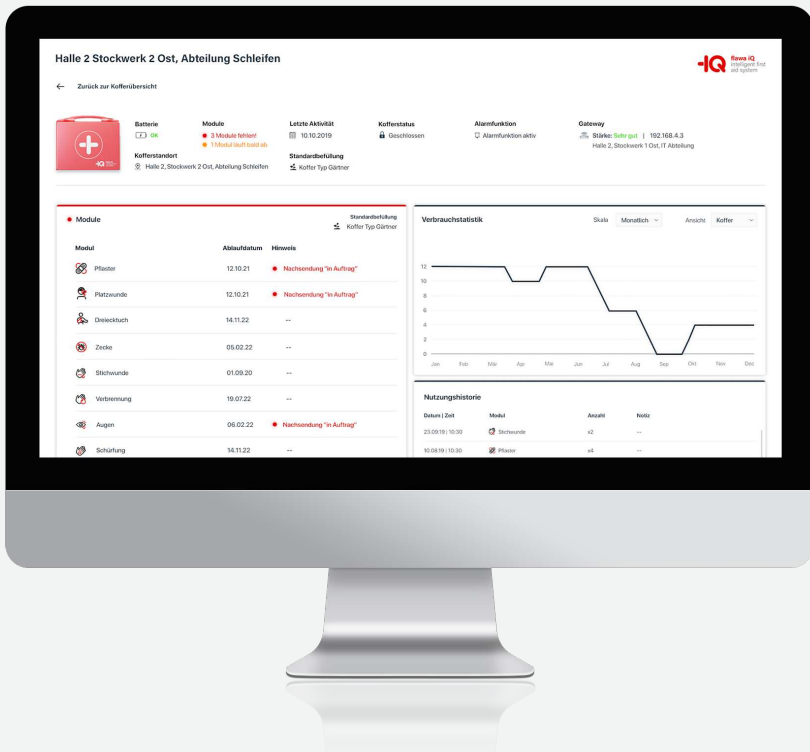 Halle 2 Stockwerk 2 Ost, Abteilung Schleifen
IQ
flawa iQ
intelligent first
aid system
← Zurück zur Kofferübersicht
Batterie
OK
Module
3 Module fehlen!
1 Modul läuft bald ab
Letzte Aktivität
10.10.2019
Kofferstatus
Geschlossen
Alarmfunktion
Alarmfunktion aktiv
Gateway
Stärke: Sehr gut | 192.168.4.3
Halle 2, Stockwerk 1 Ost, IT Abteilung
Kofferstandort
Halle 2, Stockwerk 2 Ost, Abteilung Schleifen
Standardbefüllung
Koffer Typ Gärtner
Module
Standardbefüllung
Koffer Typ Gärtner
Modul Ablaufdatum Hinweis
Pflaster 12.10.21 Nachsendung "in Auftrag"
Platzwunde 12.10.21 Nachsendung "in Auftrag"
Dreiecktuch 14.11.22 --
Zecke 05.02.22 --
Stichwunde 01.09.20 --
Verbrennung 19.07.22 --
Augen 06.02.22 Nachsendung "in Auftrag"
Schürfung 14.11.22 --
Verbrauchstatistik Skala Monatlich Ansicht Koffer
12
10
8
6
4
2
0
Jan Feb Mär Apr Mai Jun Jul Aug Sep Okt Nov Dec
Nutzungshistorie
Datum | Zeit Modul Anzahl Notiz
23.09.19 | 10:30 Stichwunde x2 --
10.08.19 | 10:30 Pflaster x4 --